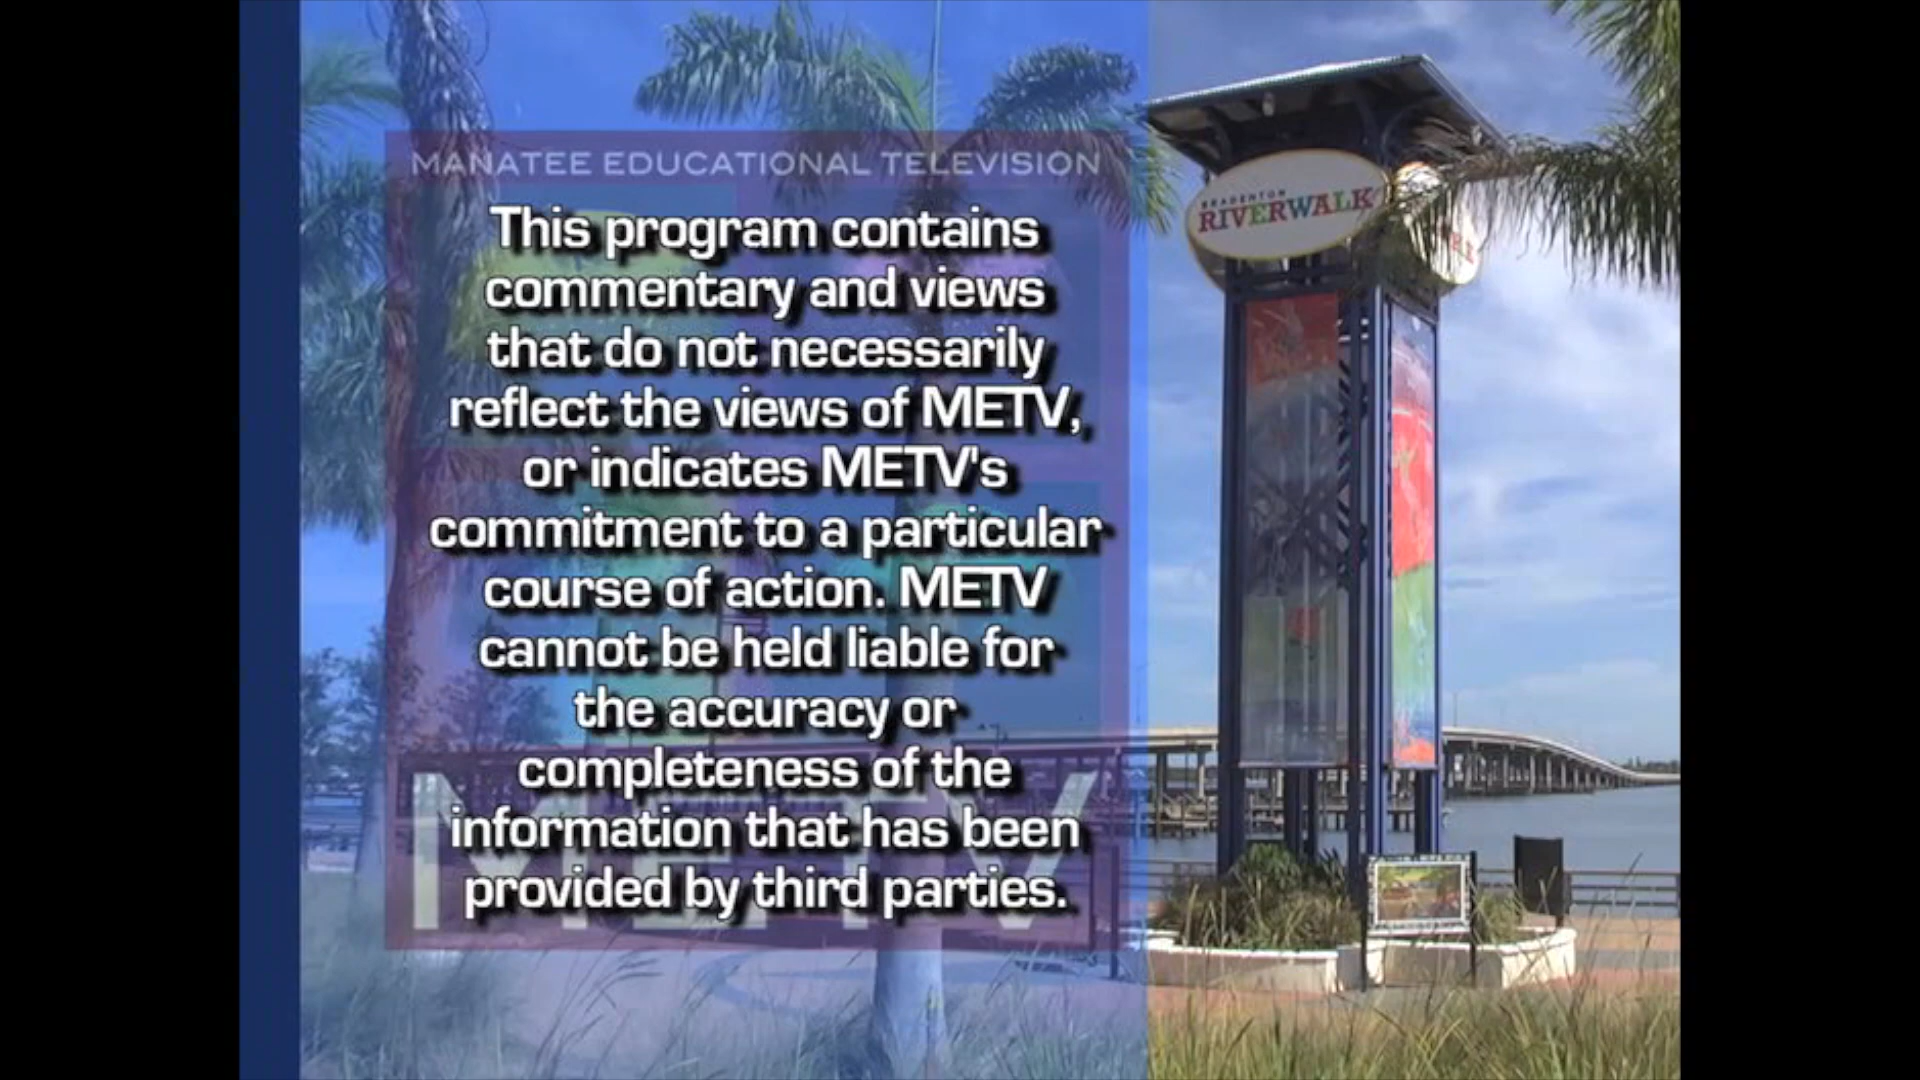 MANATEE EDUCATIONAL TELEVISION
This program contains
commentary and views
that do not necessarily
reflect the views of METV,
or indicates METV's
commitment to a particular
course of action. METV
cannot be held liable for
the accuracy or
completeness of the
information that has been
provided by third parties.
METV
BRADENTON
RIVERWALK